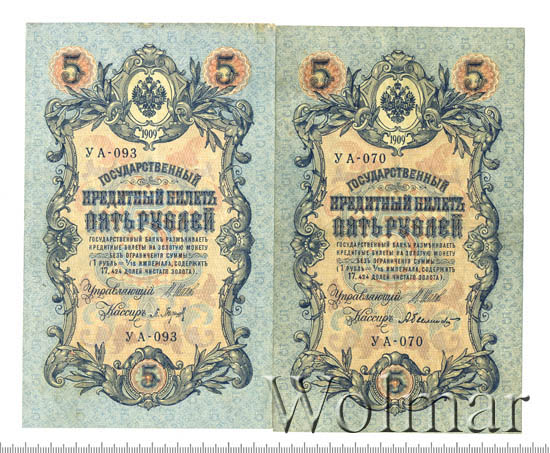 5 5
1909
УА-093
ГОСУДАРСТВЕННЫЙ
КРЕДИТНЫЙ БИЛЕТЪ
ПЯТЬ РУБЛЕЙ
ГОСУДАРСТВЕННЫЙ БАНКЪ РАЗМѢНИВАЕТЪ
КРЕДИТНЫЕ БИЛЕТЫ НА ЗОЛОТУЮ МОНЕТУ
БЕЗЪ ОГРАНИЧЕНІЯ СУММЫ
(1 РУБЛЬ = 1/15 ИМПЕРІАЛА, СОДЕРЖИТЪ
17,424 ДОЛЕЙ ЧИСТАГО ЗОЛОТА).
Управляющій
Кассиръ
УА-093
5
5 5
1909
УА-070
ГОСУДАРСТВЕННЫЙ
КРЕДИТНЫЙ БИЛЕТЪ
ПЯТЬ РУБЛЕЙ
ГОСУДАРСТВЕННЫЙ БАНКЪ РАЗМѢНИВАЕТЪ
КРЕДИТНЫЕ БИЛЕТЫ НА ЗОЛОТУЮ МОНЕТУ
БЕЗЪ ОГРАНИЧЕНІЯ СУММЫ
(1 РУБЛЬ = 1/15 ИМПЕРІАЛА, СОДЕРЖИТЪ
17,424 ДОЛЕЙ ЧИСТАГО ЗОЛОТА).
Управляющій
Кассиръ
УА-070
5
Wolmar